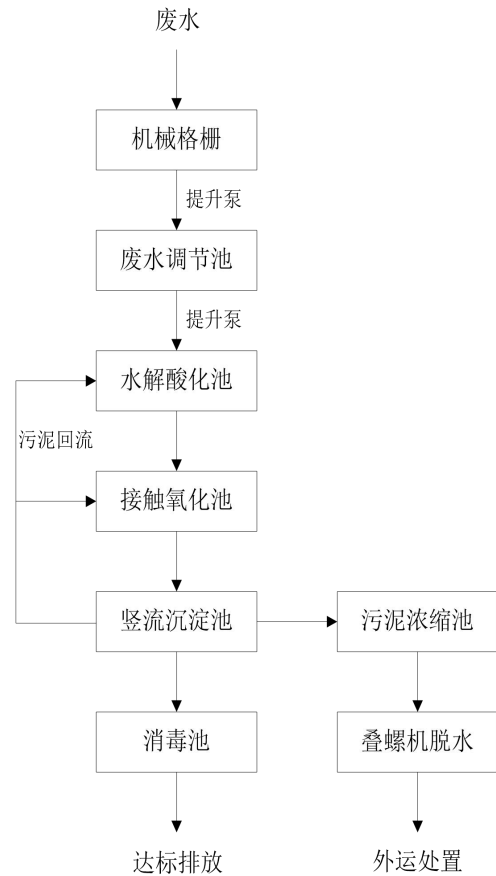 废水
机械格栅
提升泵
废水调节池
提升泵
水解酸化池
污泥回流
接触氧化池
竖流沉淀池
污泥浓缩池
消毒池
叠螺机脱水
达标排放
外运处置